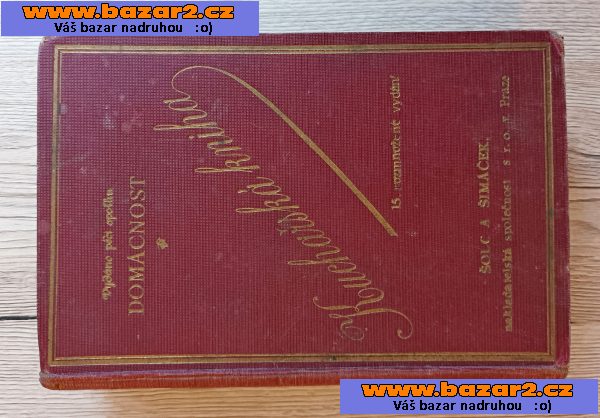 www.bazar2.cz
Váš bazar nadruhou :o)
Vydáno péčí spolku
DOMÁCNOST
Kuchařská kniha
15. rozmnožené vydání
ŠOLC A ŠIMÁČEK,
nakladatelská společnost s r. o. v Praze
www.bazar2.cz
Váš bazar nadruhou :o)